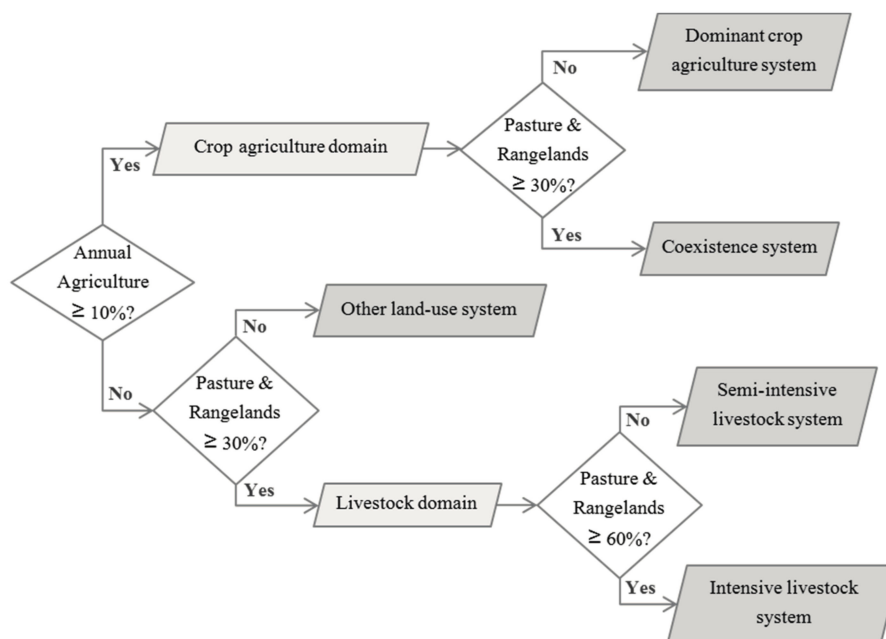 Dominant crop
agriculture system
No
Pasture &
Rangelands
≥ 30%?
Crop agriculture domain
Yes
Yes
Coexistence system
Annual
Agriculture
≥ 10%?
Other land-use system
No
No
Pasture &
Rangelands
≥ 30%?
Semi-intensive
livestock system
No
Yes
Livestock domain
Pasture &
Rangelands
≥ 60%?
Yes
Intensive livestock
system